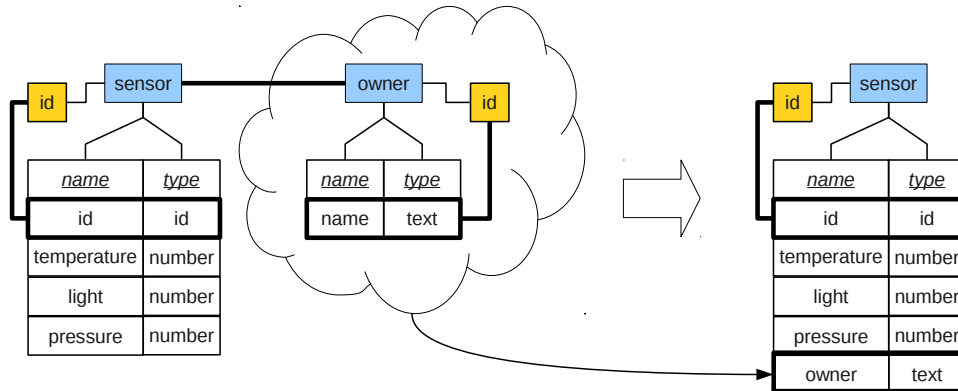 sensor
owner
sensor
id
id
id
name type
name type
name type
id id
name text
id id
temperature number
temperature number
light number
light number
pressure number
pressure number
owner text